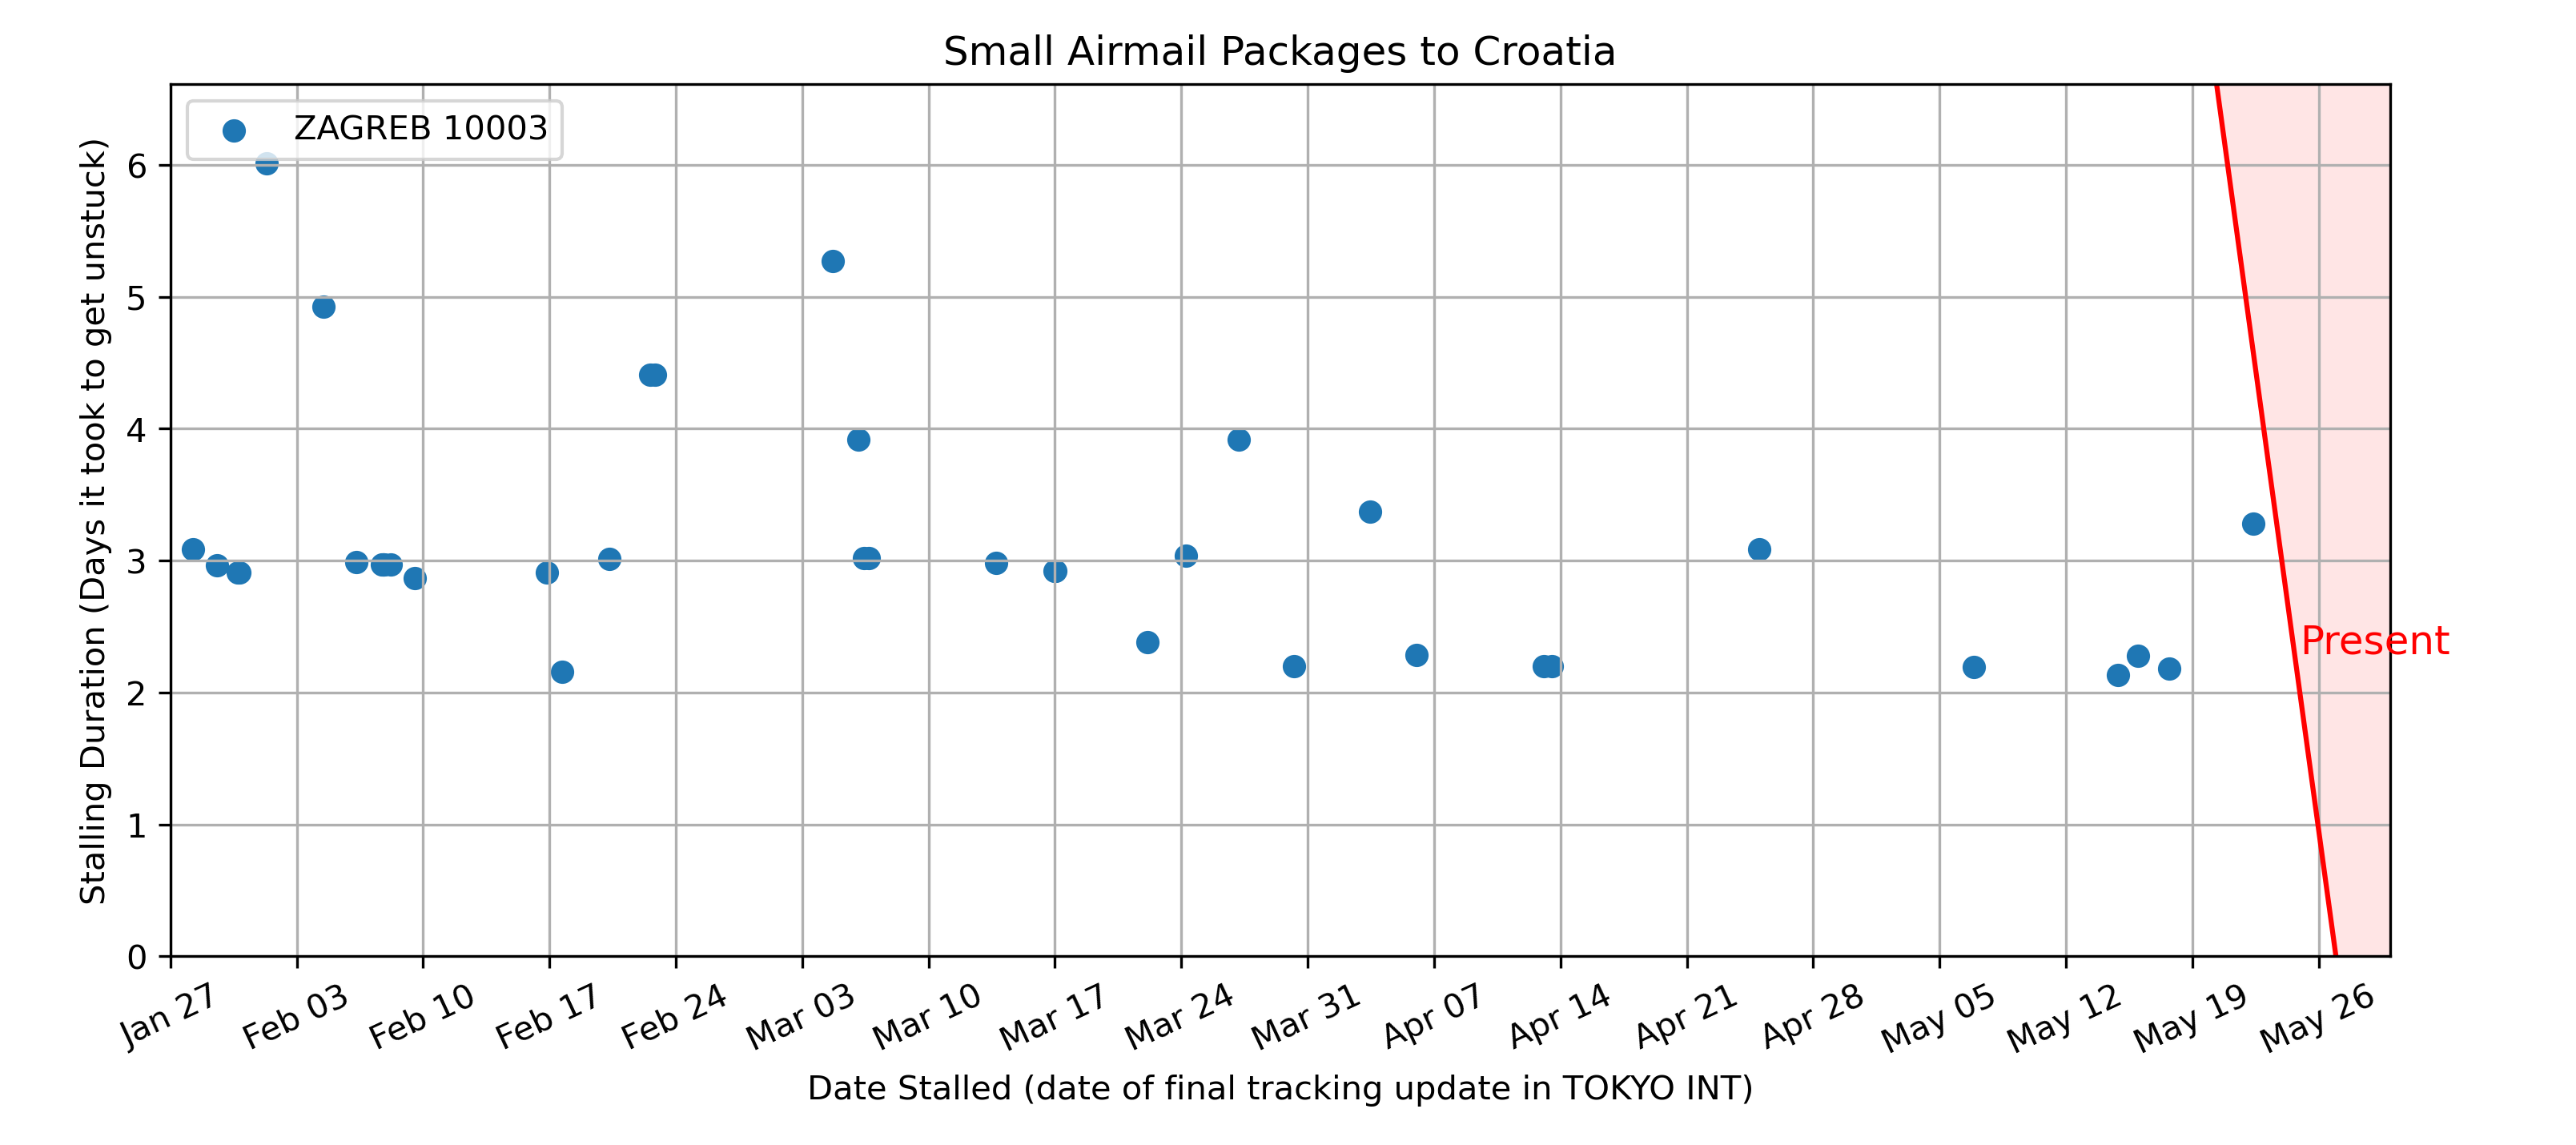 Small Airmail Packages to Croatia
ZAGREB 10003
Stalling Duration (Days it took to get unstuck)
6
5
4
3
2
1
0
Present
Jan 27
Feb 03
Feb 10
Feb 17
Feb 24
Mar 03
Mar 10
Mar 17
Mar 24
Mar 31
Apr 07
Apr 14
Apr 21
Apr 28
May 05
May 12
May 19
May 26
Date Stalled (date of final tracking update in TOKYO INT)